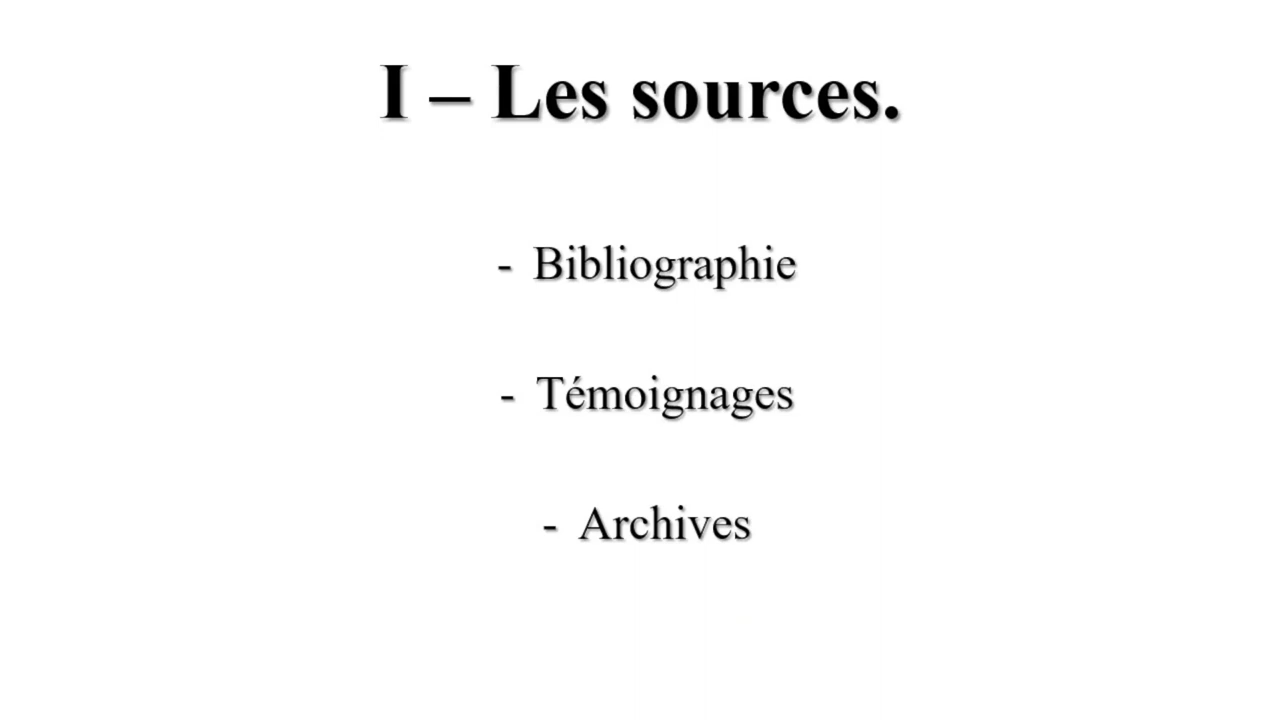 I – Les sources.
- Bibliographie
- Témoignages
- Archives